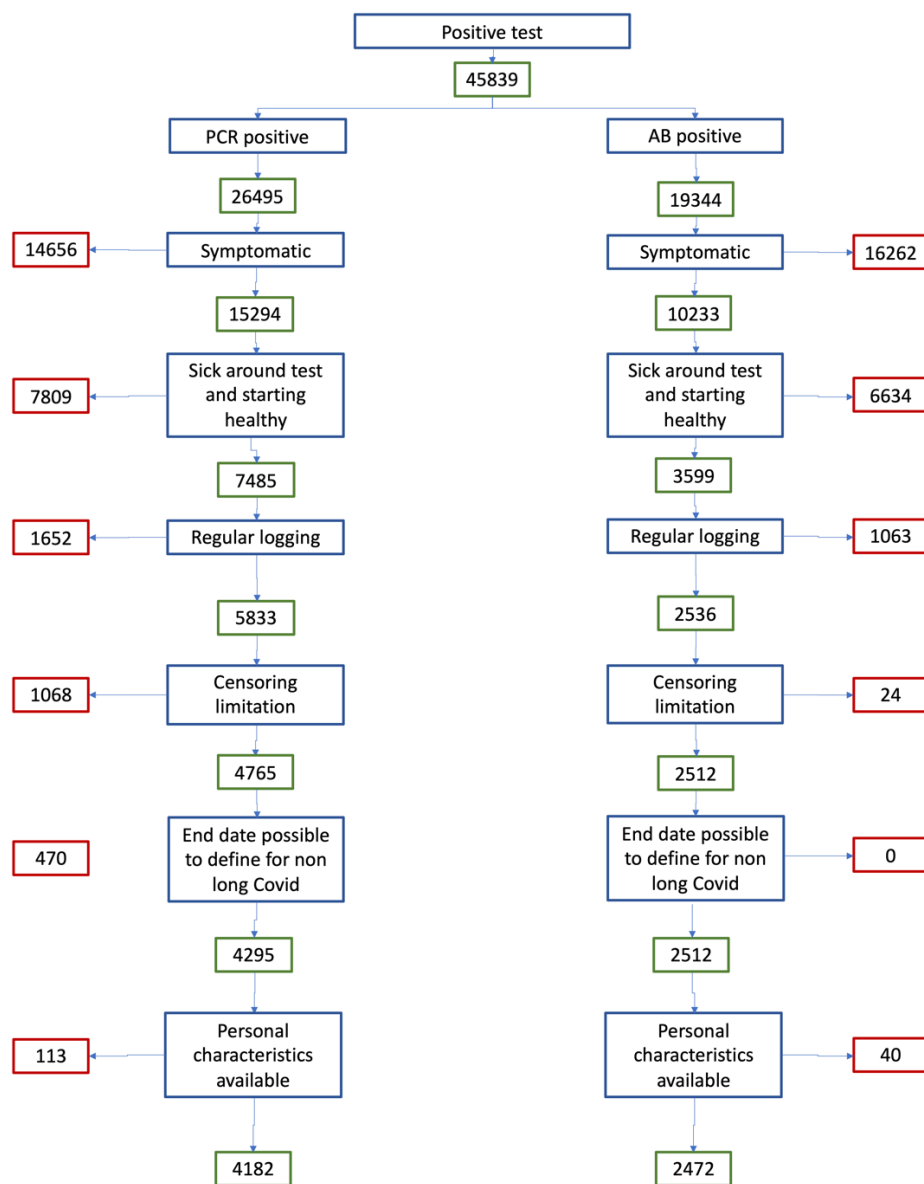 Positive test
45839
PCR positive
AB positive
26495
19344
14656
Symptomatic
Symptomatic
16262
15294
10233
7809
Sick around test
and starting
healthy
Sick around test
and starting
healthy
6634
7485
3599
1652
Regular logging
Regular logging
1063
5833
2536
1068
Censoring
limitation
Censoring
limitation
24
4765
2512
470
End date possible
to define for non
long Covid
End date possible
to define for non
long Covid
0
4295
2512
113
Personal
characteristics
available
Personal
characteristics
available
40
4182
2472